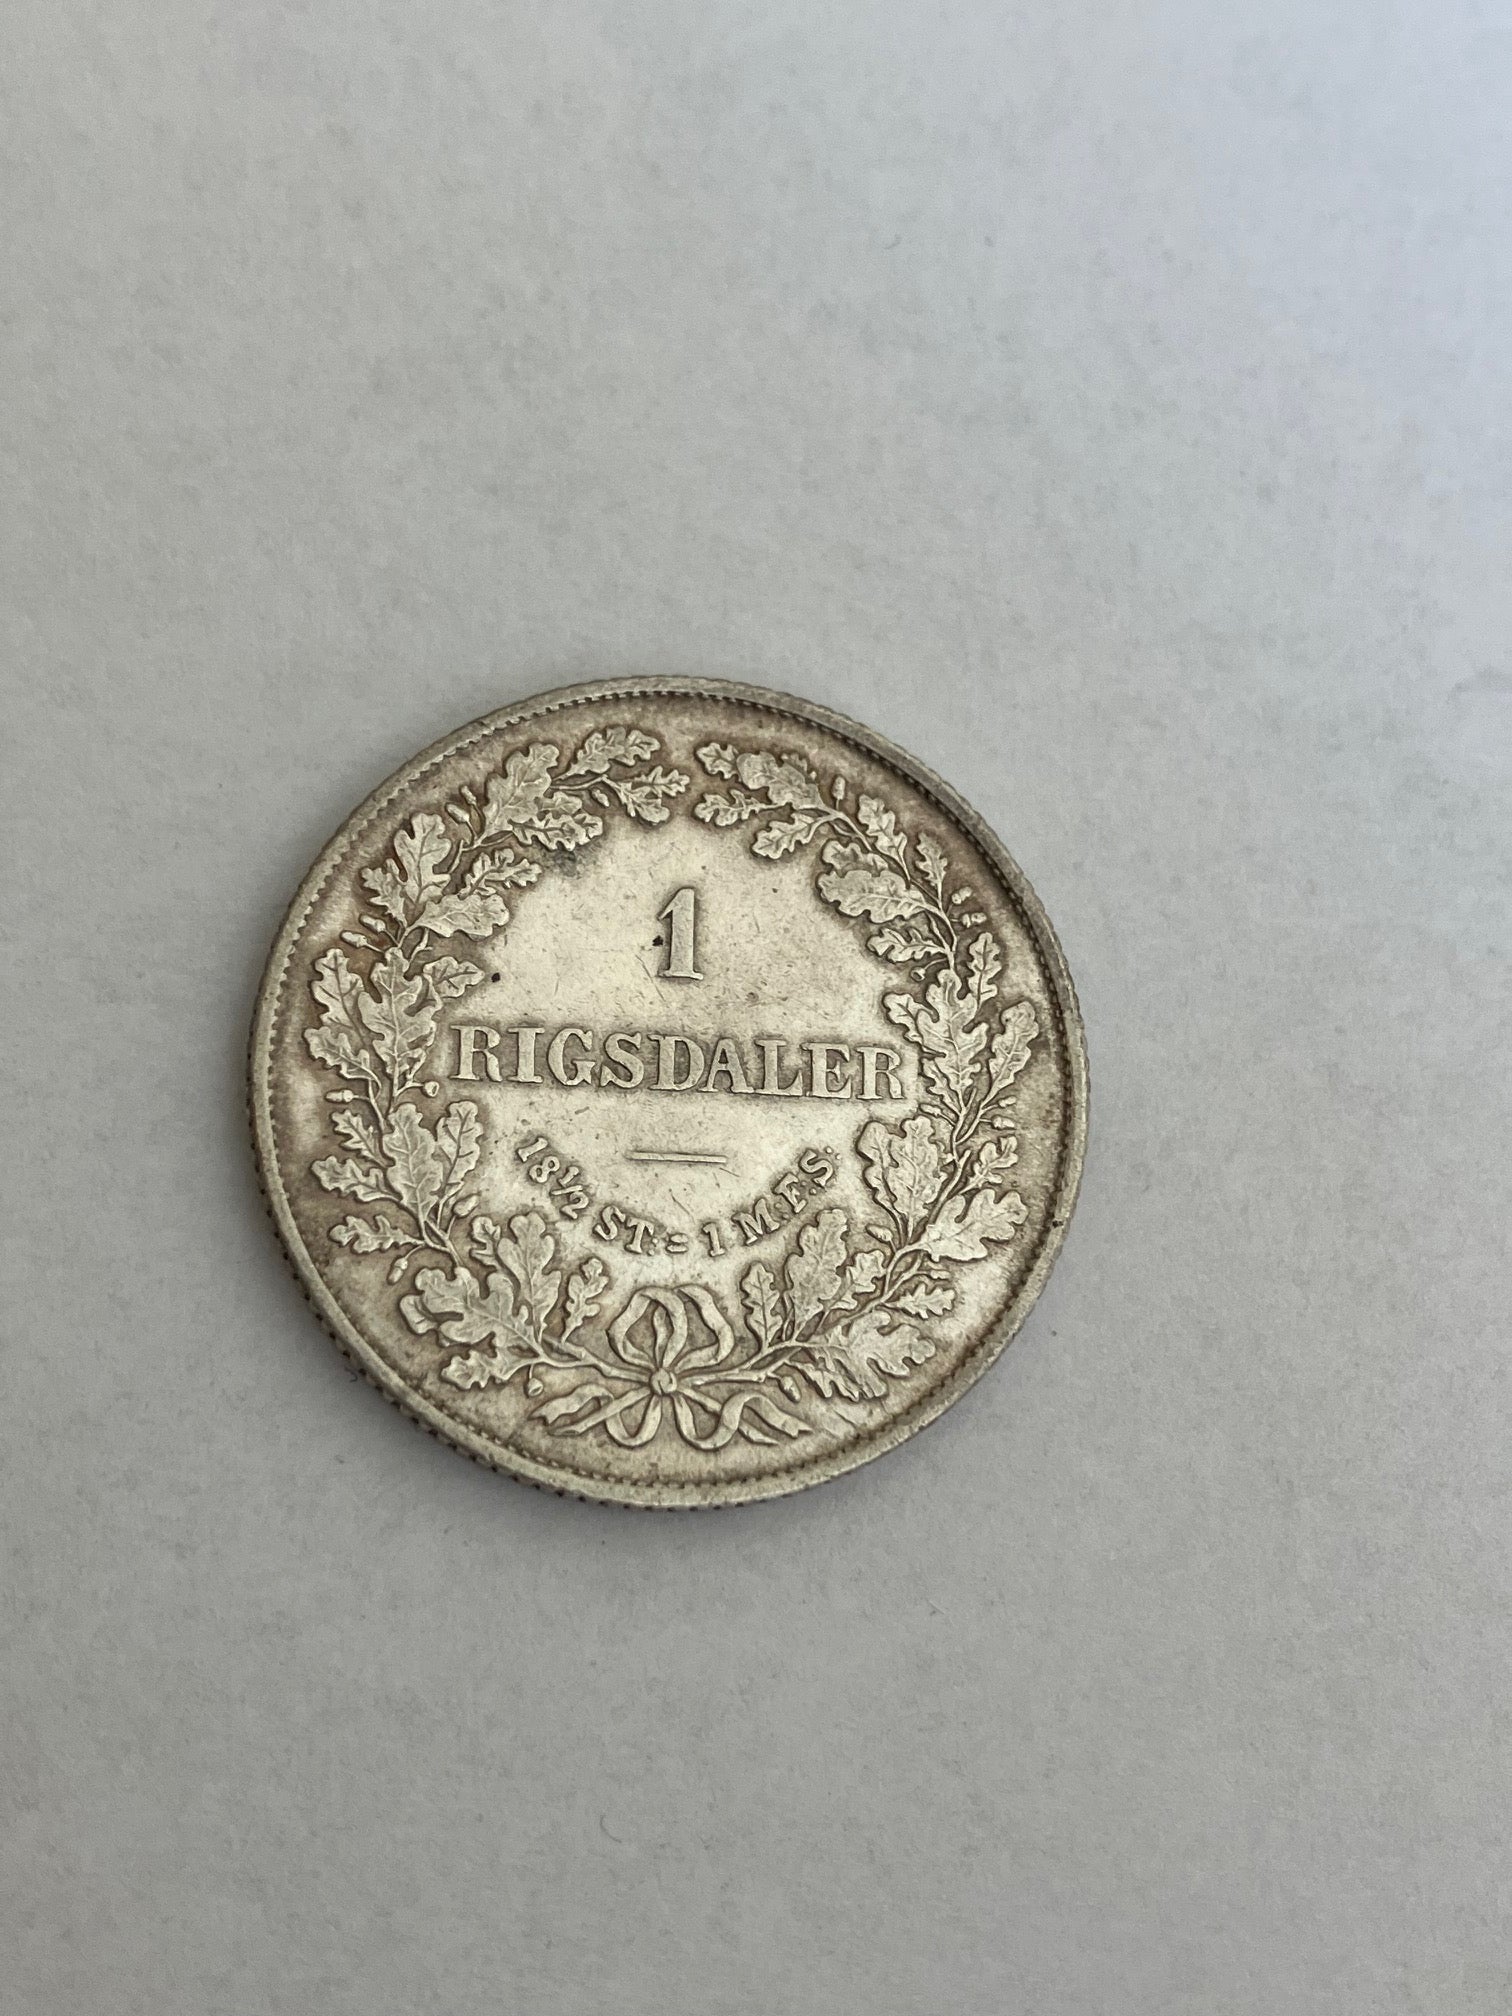 1
RIGSDALER
18½ ST: = 1 M.F.S: